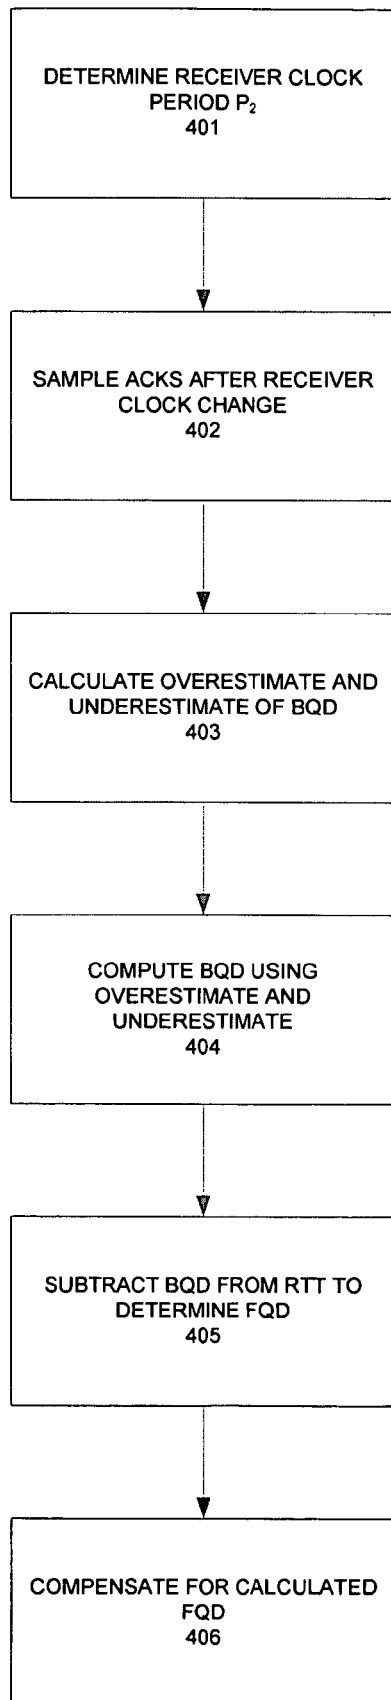 DETERMINE RECEIVER CLOCK
PERIOD P₂
401
SAMPLE ACKS AFTER RECEIVER
CLOCK CHANGE
402
CALCULATE OVERESTIMATE AND
UNDERESTIMATE OF BQD
403
COMPUTE BQD USING
OVERESTIMATE AND
UNDERESTIMATE
404
SUBTRACT BQD FROM RTT TO
DETERMINE FQD
405
COMPENSATE FOR CALCULATED
FQD
406